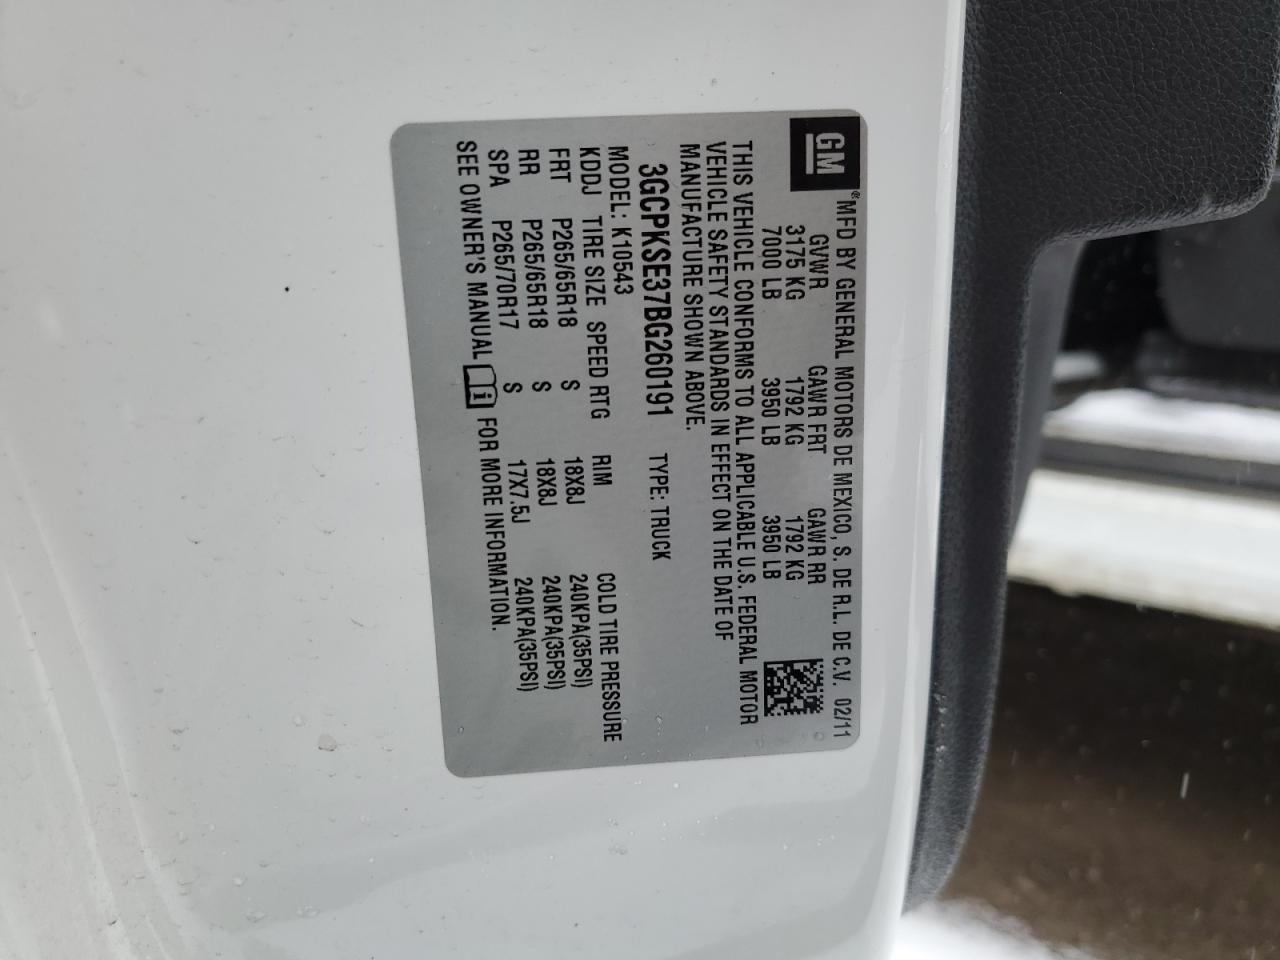 GM ®MFD BY GENERAL MOTORS DE MEXICO, S. DE R.L. DE C.V. 02/11
GVWR GAWR FRT GAWR RR
3175 KG 1792 KG 1792 KG
7000 LB 3950 LB 3950 LB
THIS VEHICLE CONFORMS TO ALL APPLICABLE U.S. FEDERAL MOTOR
VEHICLE SAFETY STANDARDS IN EFFECT ON THE DATE OF
MANUFACTURE SHOWN ABOVE.
3GCPKSE37BG260191 TYPE: TRUCK
MODEL: K10543
KDDJ TIRE SIZE SPEED RTG RIM COLD TIRE PRESSURE
FRT P265/65R18 S 18X8J 240KPA(35PSI)
RR P265/65R18 S 18X8J 240KPA(35PSI)
SPA P265/70R17 S 17X7.5J 240KPA(35PSI)
SEE OWNER'S MANUAL i FOR MORE INFORMATION.